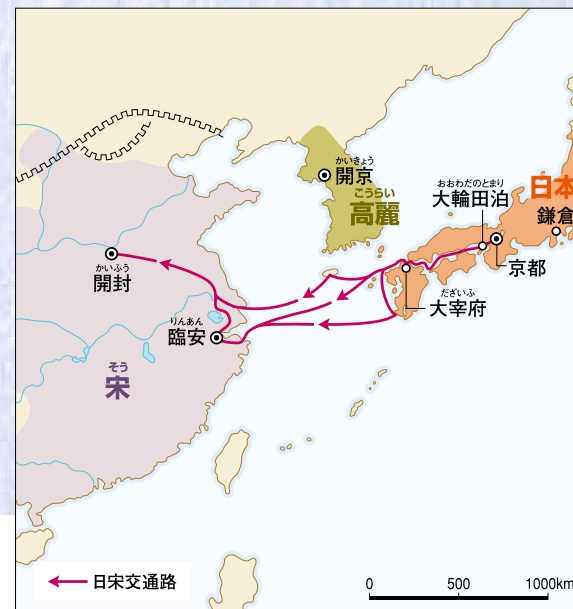 かいきょう
開京
こうらい
高麗
おおわだのとまり
大輪田泊
日本
鎌倉
京都
だざいふ
大宰府
かいふう
開封
りんあん
臨安
そう
宋
日宋交通路
0 500 1000km